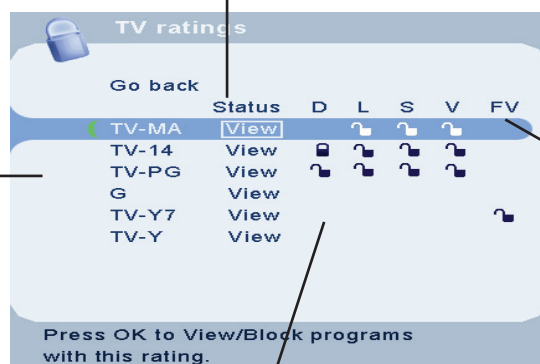 TV ratings
Go back
Status D L S V FV
TV-MA View
TV-14 View
TV-PG View
G View
TV-Y7 View
TV-Y View
Press OK to View/Block programs
with this rating.